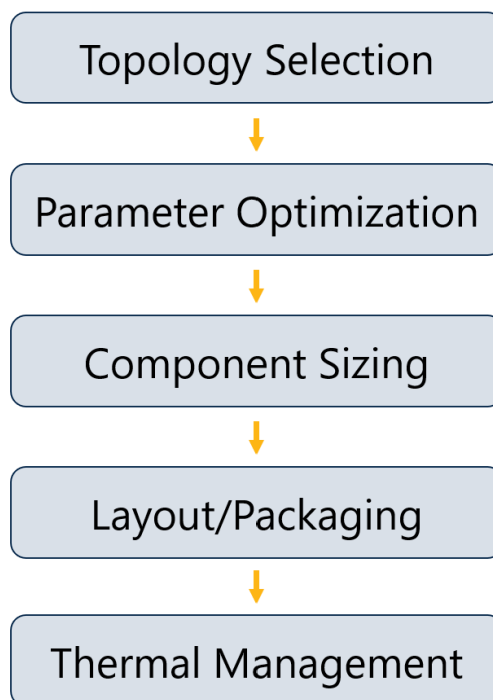 Topology Selection
Parameter Optimization
Component Sizing
Layout/Packaging
Thermal Management